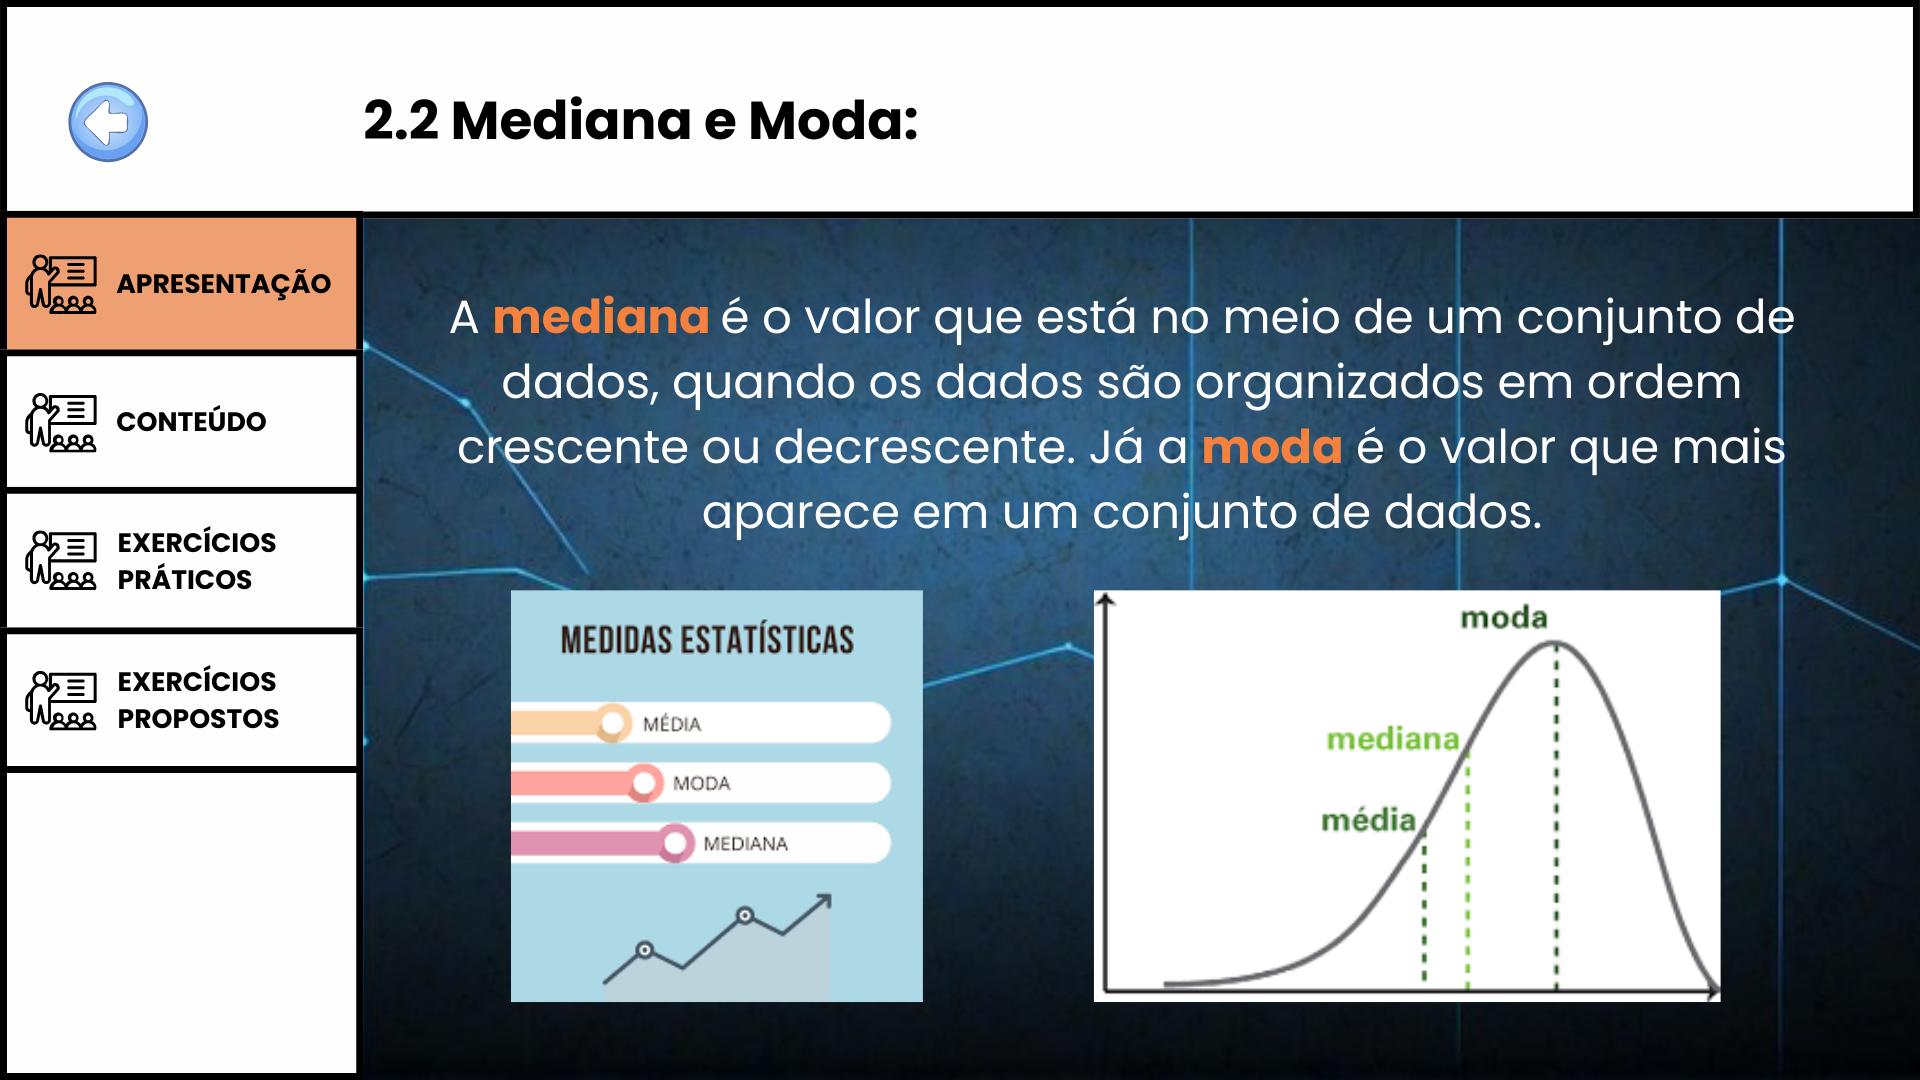 2.2 Mediana e Moda:
APRESENTAÇÃO
CONTEÚDO
EXERCÍCIOS
PRÁTICOS
EXERCÍCIOS
PROPOSTOS
A mediana é o valor que está no meio de um conjunto de
dados, quando os dados são organizados em ordem
crescente ou decrescente. Já a moda é o valor que mais
aparece em um conjunto de dados.
MEDIDAS ESTATÍSTICAS
MÉDIA
MODA
MEDIANA
moda
mediana
média